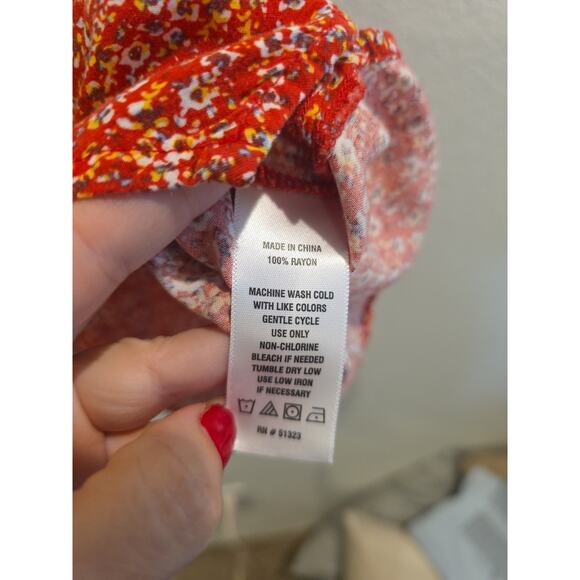 MADE IN CHINA
100% RAYON
MACHINE WASH COLD
WITH LIKE COLORS
GENTLE CYCLE
USE ONLY
NON-CHLORINE
BLEACH IF NEEDED
TUMBLE DRY LOW
USE LOW IRON
IF NECESSARY
RN # 51323